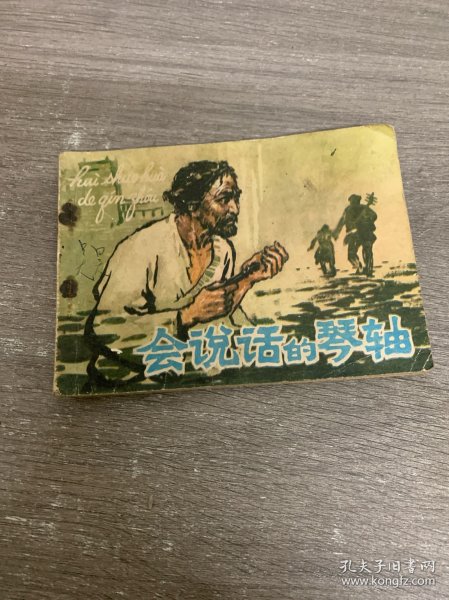 hui shuo hua
de qin zhou
会说话的琴轴
孔夫子旧书网
www.kongfz.com